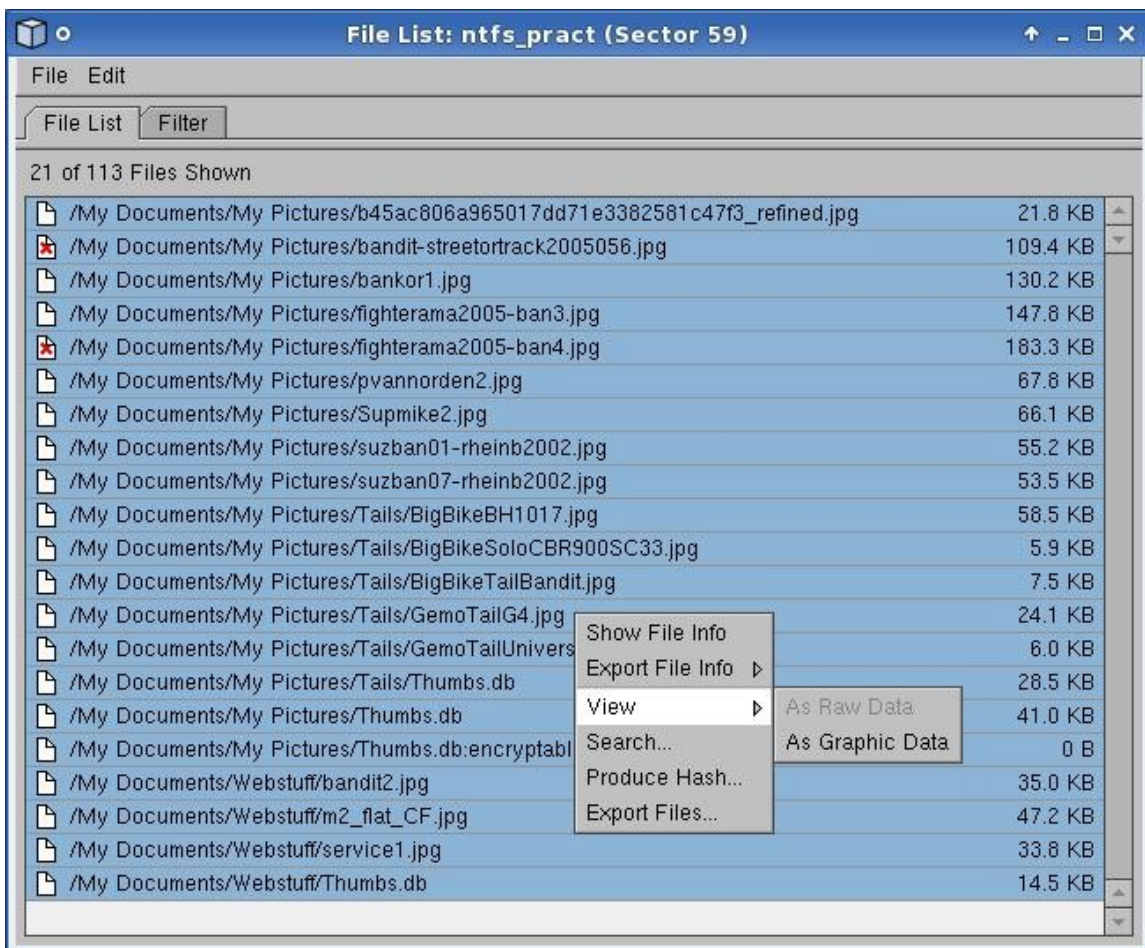 File List: ntfs_pract (Sector 59)
File Edit
File List Filter
21 of 113 Files Shown
/My Documents/My Pictures/b45ac806a965017dd71e3382581c47f3_refined.jpg 21.8 KB
/My Documents/My Pictures/bandit-streetortrack2005056.jpg 109.4 KB
/My Documents/My Pictures/bankor1.jpg 130.2 KB
/My Documents/My Pictures/fighterama2005-ban3.jpg 147.8 KB
/My Documents/My Pictures/fighterama2005-ban4.jpg 183.3 KB
/My Documents/My Pictures/pvannorden2.jpg 67.8 KB
/My Documents/My Pictures/Supmike2.jpg 66.1 KB
/My Documents/My Pictures/suzban01-rheinb2002.jpg 55.2 KB
/My Documents/My Pictures/suzban07-rheinb2002.jpg 53.5 KB
/My Documents/My Pictures/Tails/BigBikeBH1017.jpg 58.5 KB
/My Documents/My Pictures/Tails/BigBikeSoloCBR900SC33.jpg 5.9 KB
/My Documents/My Pictures/Tails/BigBikeTailBandit.jpg 7.5 KB
/My Documents/My Pictures/Tails/GemoTailG4.jpg 24.1 KB
/My Documents/My Pictures/Tails/GemoTailUnivers 6.0 KB
/My Documents/My Pictures/Tails/Thumbs.db 28.5 KB
/My Documents/My Pictures/Thumbs.db 41.0 KB
/My Documents/My Pictures/Thumbs.db:encryptabl 0 B
/My Documents/Webstuff/bandit2.jpg 35.0 KB
/My Documents/Webstuff/m2_flat_CF.jpg 47.2 KB
/My Documents/Webstuff/service1.jpg 33.8 KB
/My Documents/Webstuff/Thumbs.db 14.5 KB
Show File Info
Export File Info
View
Search...
Produce Hash...
Export Files...
As Raw Data
As Graphic Data